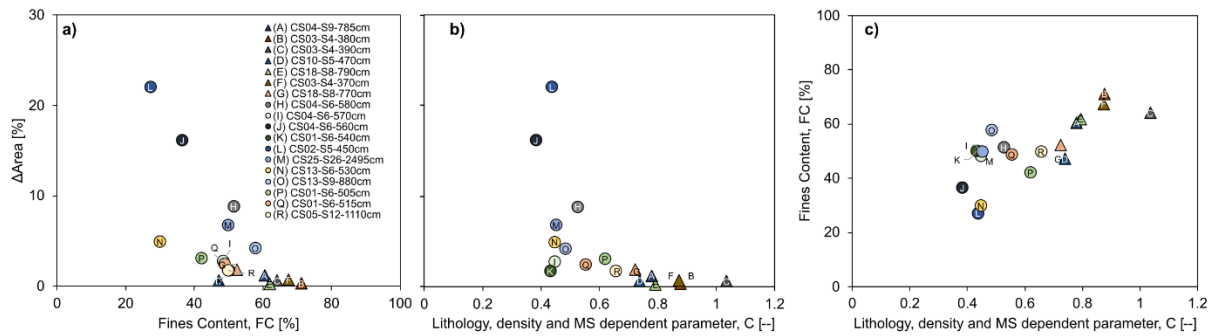 a)
30
20
10
0
ΔArea [%]
0 20 40 60 80 100
Fines Content, FC [%]
L
J
H
M
N
O
P
Q
I
R
(A) CS04-S9-785cm
(B) CS03-S4-380cm
(C) CS03-S4-390cm
(D) CS10-S5-470cm
(E) CS18-S8-790cm
(F) CS03-S4-370cm
(G) CS18-S8-770cm
(H) CS04-S6-580cm
(I) CS04-S6-570cm
(J) CS04-S6-560cm
(K) CS01-S6-540cm
(L) CS02-S5-450cm
(M) CS25-S26-2495cm
(N) CS13-S6-530cm
(O) CS13-S9-880cm
(P) CS01-S6-505cm
(Q) CS01-S6-515cm
(R) CS05-S12-1110cm
b)
L
J
H
M
N
O
I
K
P
Q
R
F B
0 0.2 0.4 0.6 0.8 1 1.2
Lithology, density and MS dependent parameter, C [--]
c)
100
80
60
40
20
0
Fines Content, FC [%]
O
I
K
M
H
Q
R
P
G
J
N
L
E
0 0.2 0.4 0.6 0.8 1 1.2
Lithology, density and MS dependent parameter, C [--]